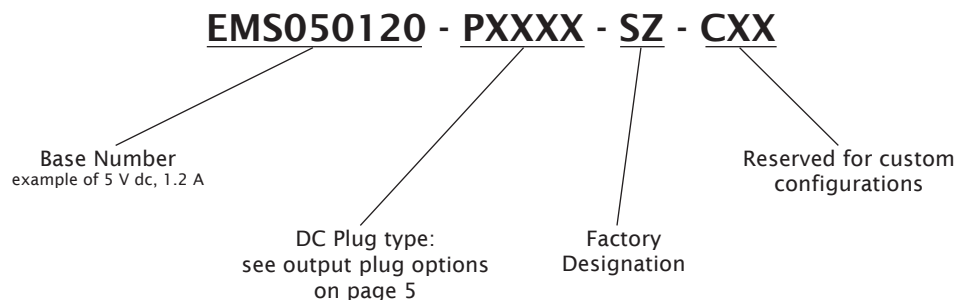 EMS050120 - PXXXX - SZ - CXX
Base Number
example of 5 V dc, 1.2 A
Reserved for custom
configurations
DC Plug type:
see output plug options
on page 5
Factory
Designation